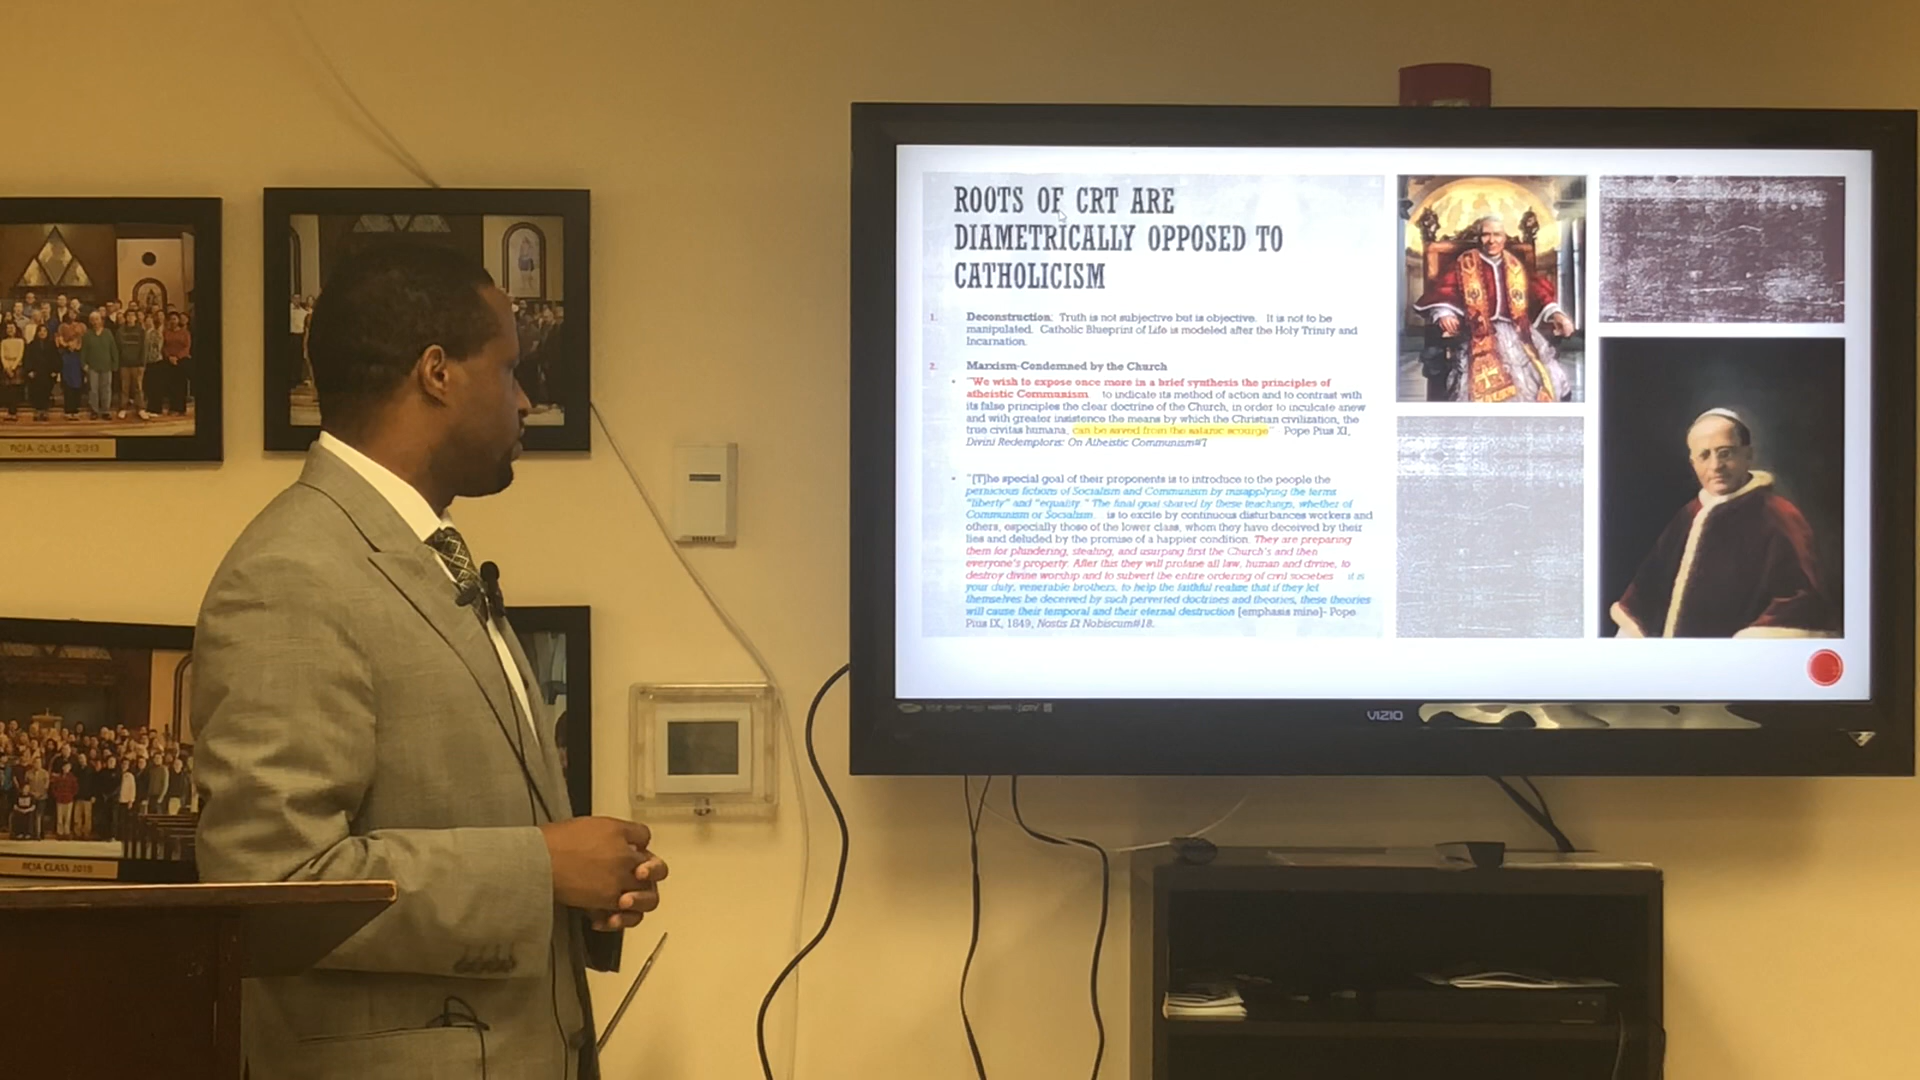 ROOTS OF CRT ARE
DIAMETRICALLY OPPOSED TO
CATHOLICISM
1. Deconstruction: Truth is not subjective but is objective. It is not to be
manipulated. Catholic Blueprint of Life is modeled after the Holy Trinity and
Incarnation.
2. Marxism-Condemned by the Church
• "We wish to expose once more in a brief synthesis the principles of
atheistic Communism to indicate its method of action and to contrast with
its false principles the clear doctrine of the Church, in order to inculcate anew
and with greater insistence the means by which the Christian civilization, the
true civitas humana, can be saved from the satanic scourge" Pope Pius XI,
Divini Redemptoris: On Atheistic Communism#7
• "[T]he special goal of their proponents is to introduce to the people the
pernicious fictions of Socialism and Communism by misapplying the terms
"liberty" and "equality." The final goal shared by these teachings, whether of
Communism or Socialism is to excite by continuous disturbances workers and
others, especially those of the lower class, whom they have deceived by their
lies and deluded by the promise of a happier condition. They are preparing
them for plundering, stealing, and usurping first the Church's and then
everyone's property. After this they will profane all law, human and divine, to
destroy divine worship and to subvert the entire ordering of civil societies it is
your duty, venerable brothers, to help the faithful realize that if they let
themselves be deceived by such perverted doctrines and theories, these theories
will cause their temporal and their eternal destruction [emphasis mine]- Pope
Pius IX, 1849, Nostis Et Nobiscum#18.
VIZIO
RCIA CLASS 2013
RCIA CLASS 2019